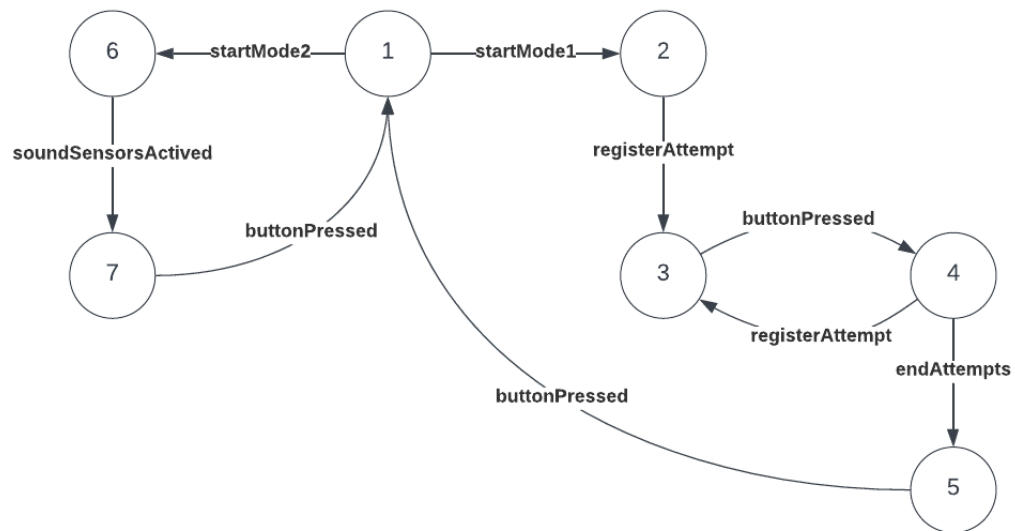 6
startMode2
1
startMode1
2
soundSensorsActived
registerAttempt
buttonPressed
buttonPressed
7
3
4
registerAttempt
endAttempts
buttonPressed
5